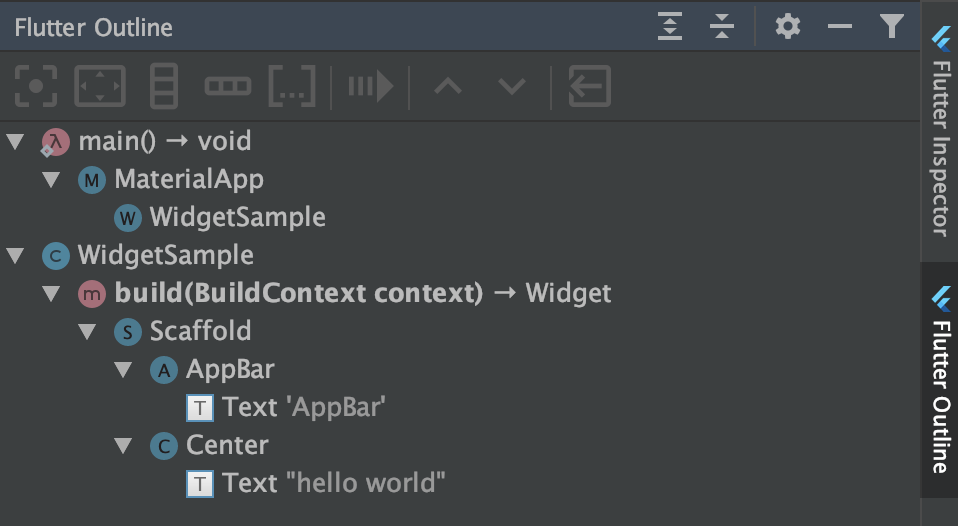 Flutter Outline
[...]
λ main() → void
M MaterialApp
W WidgetSample
C WidgetSample
m build(BuildContext context) → Widget
S Scaffold
A AppBar
T Text 'AppBar'
C Center
T Text "hello world"
Flutter Inspector
Flutter Outline